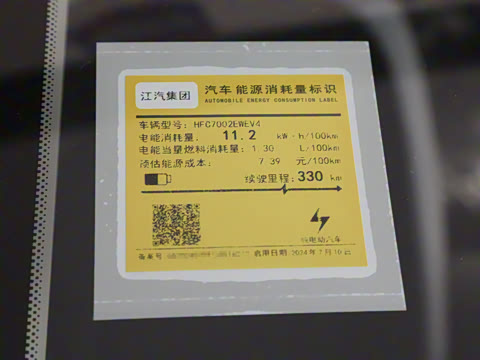 江汽集团
汽车能源消耗量标识
AUTOMOBILE ENERGY CONSUMPTION LABEL
车辆型号: HFC7002EWEV4
电能消耗量: 11.2 kW·h/100km
电能当量燃料消耗量: 1.30 L/100km
预估能源成本: 7.39 元/100km
续驶里程: 330 km
纯电动汽车
备案号
启用日期: 2024年7月10日